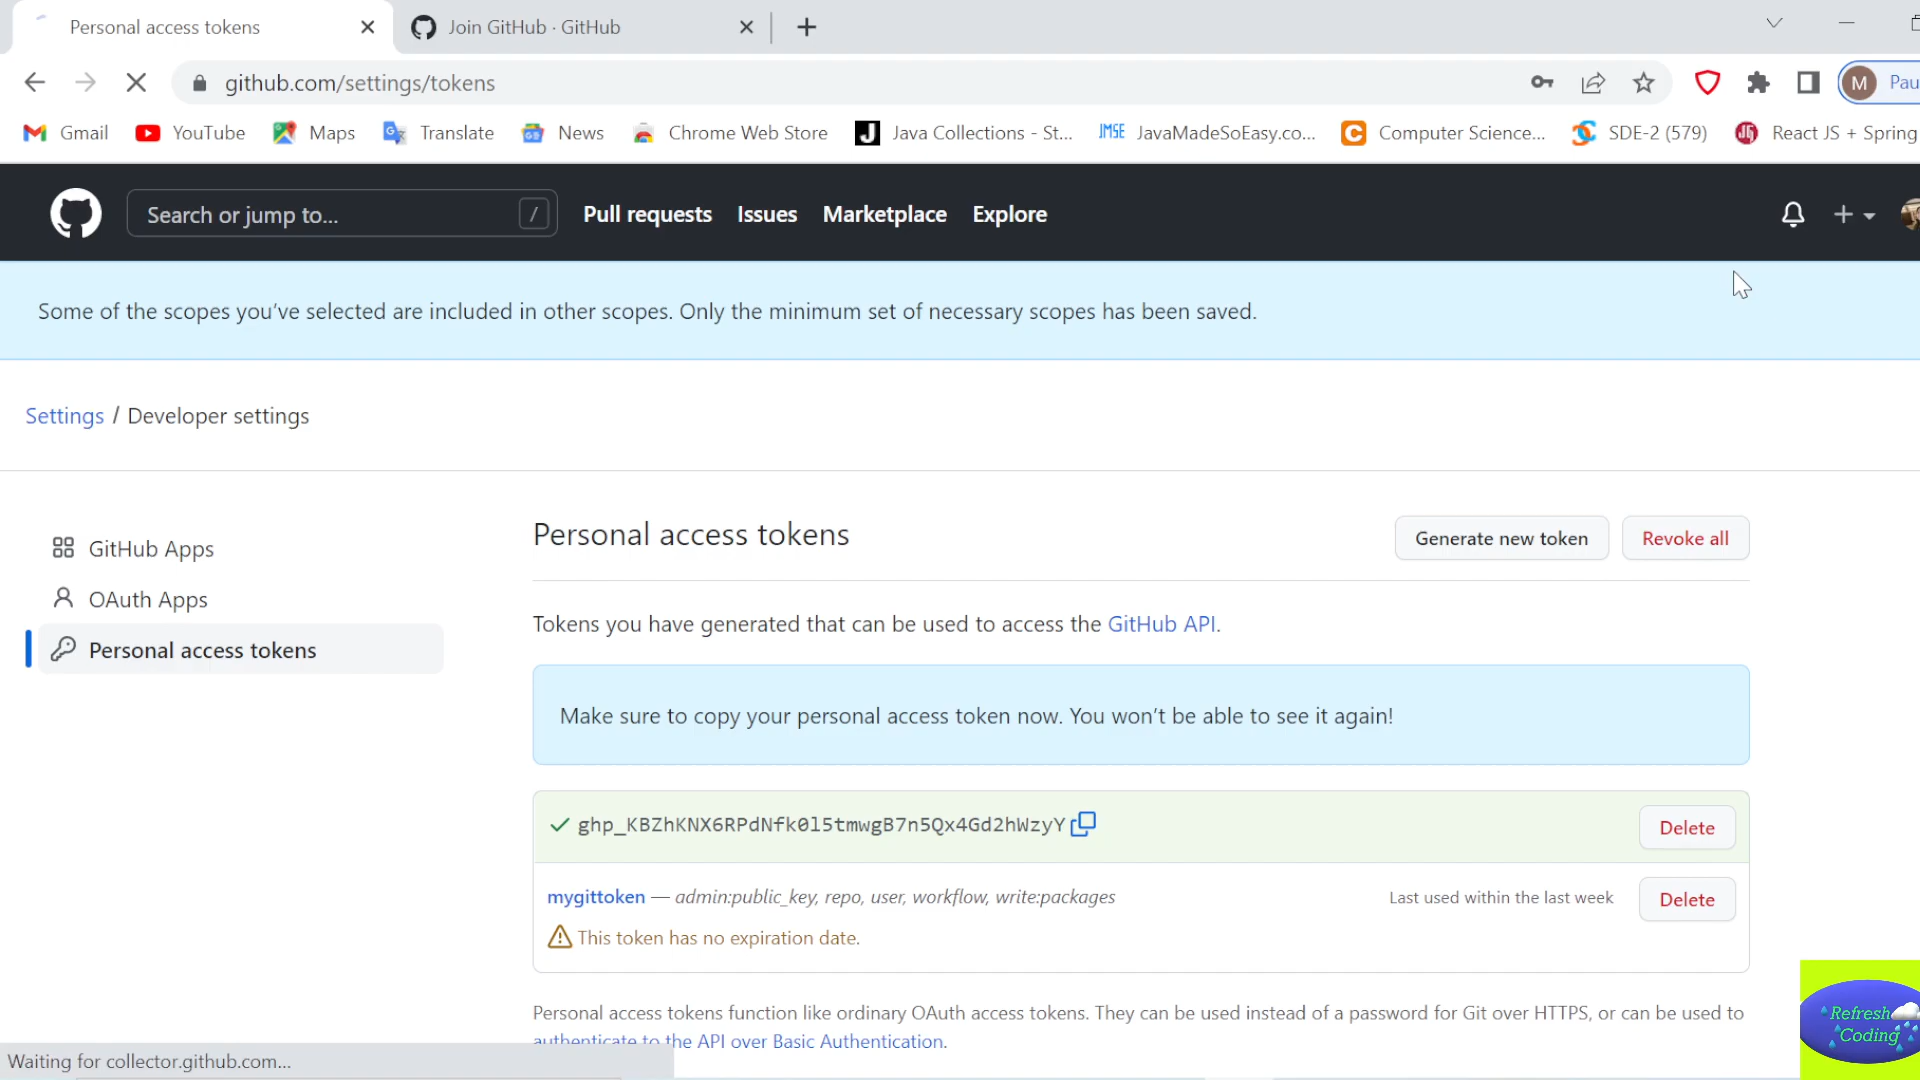 Personal access tokens
Join GitHub · GitHub
github.com/settings/tokens
M Pau
Gmail YouTube Maps Translate News Chrome Web Store Java Collections - St... JavaMadeSoEasy.co... Computer Science... SDE-2 (579) React JS + Spring
Search or jump to... / Pull requests Issues Marketplace Explore
Some of the scopes you’ve selected are included in other scopes. Only the minimum set of necessary scopes has been saved.
Settings / Developer settings
GitHub Apps
OAuth Apps
Personal access tokens
Personal access tokens
Generate new token Revoke all
Tokens you have generated that can be used to access the GitHub API.
Make sure to copy your personal access token now. You won’t be able to see it again!
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 Delete
mygittoken — admin:public_key, repo, user, workflow, write:packages Last used within the last week Delete
This token has no expiration date.
Personal access tokens function like ordinary OAuth access tokens. They can be used instead of a password for Git over HTTPS, or can be used to
authenticate to the API over Basic Authentication.
Waiting for collector.github.com...
Refresh
Coding